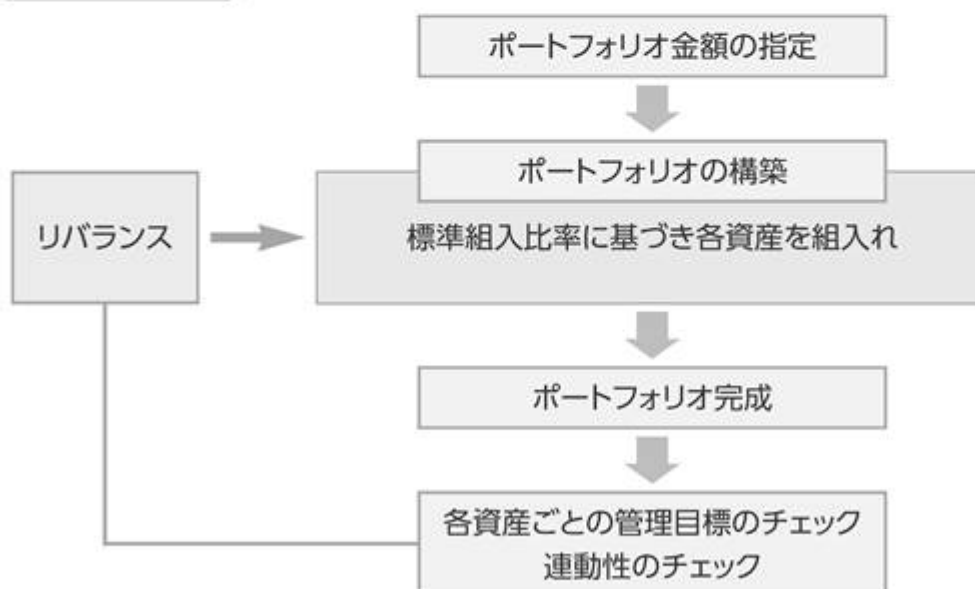 ポートフォリオ金額の指定
ポートフォリオの構築
リバランス
標準組入比率に基づき各資産を組入れ
ポートフォリオ完成
各資産ごとの管理目標のチェック
連動性のチェック